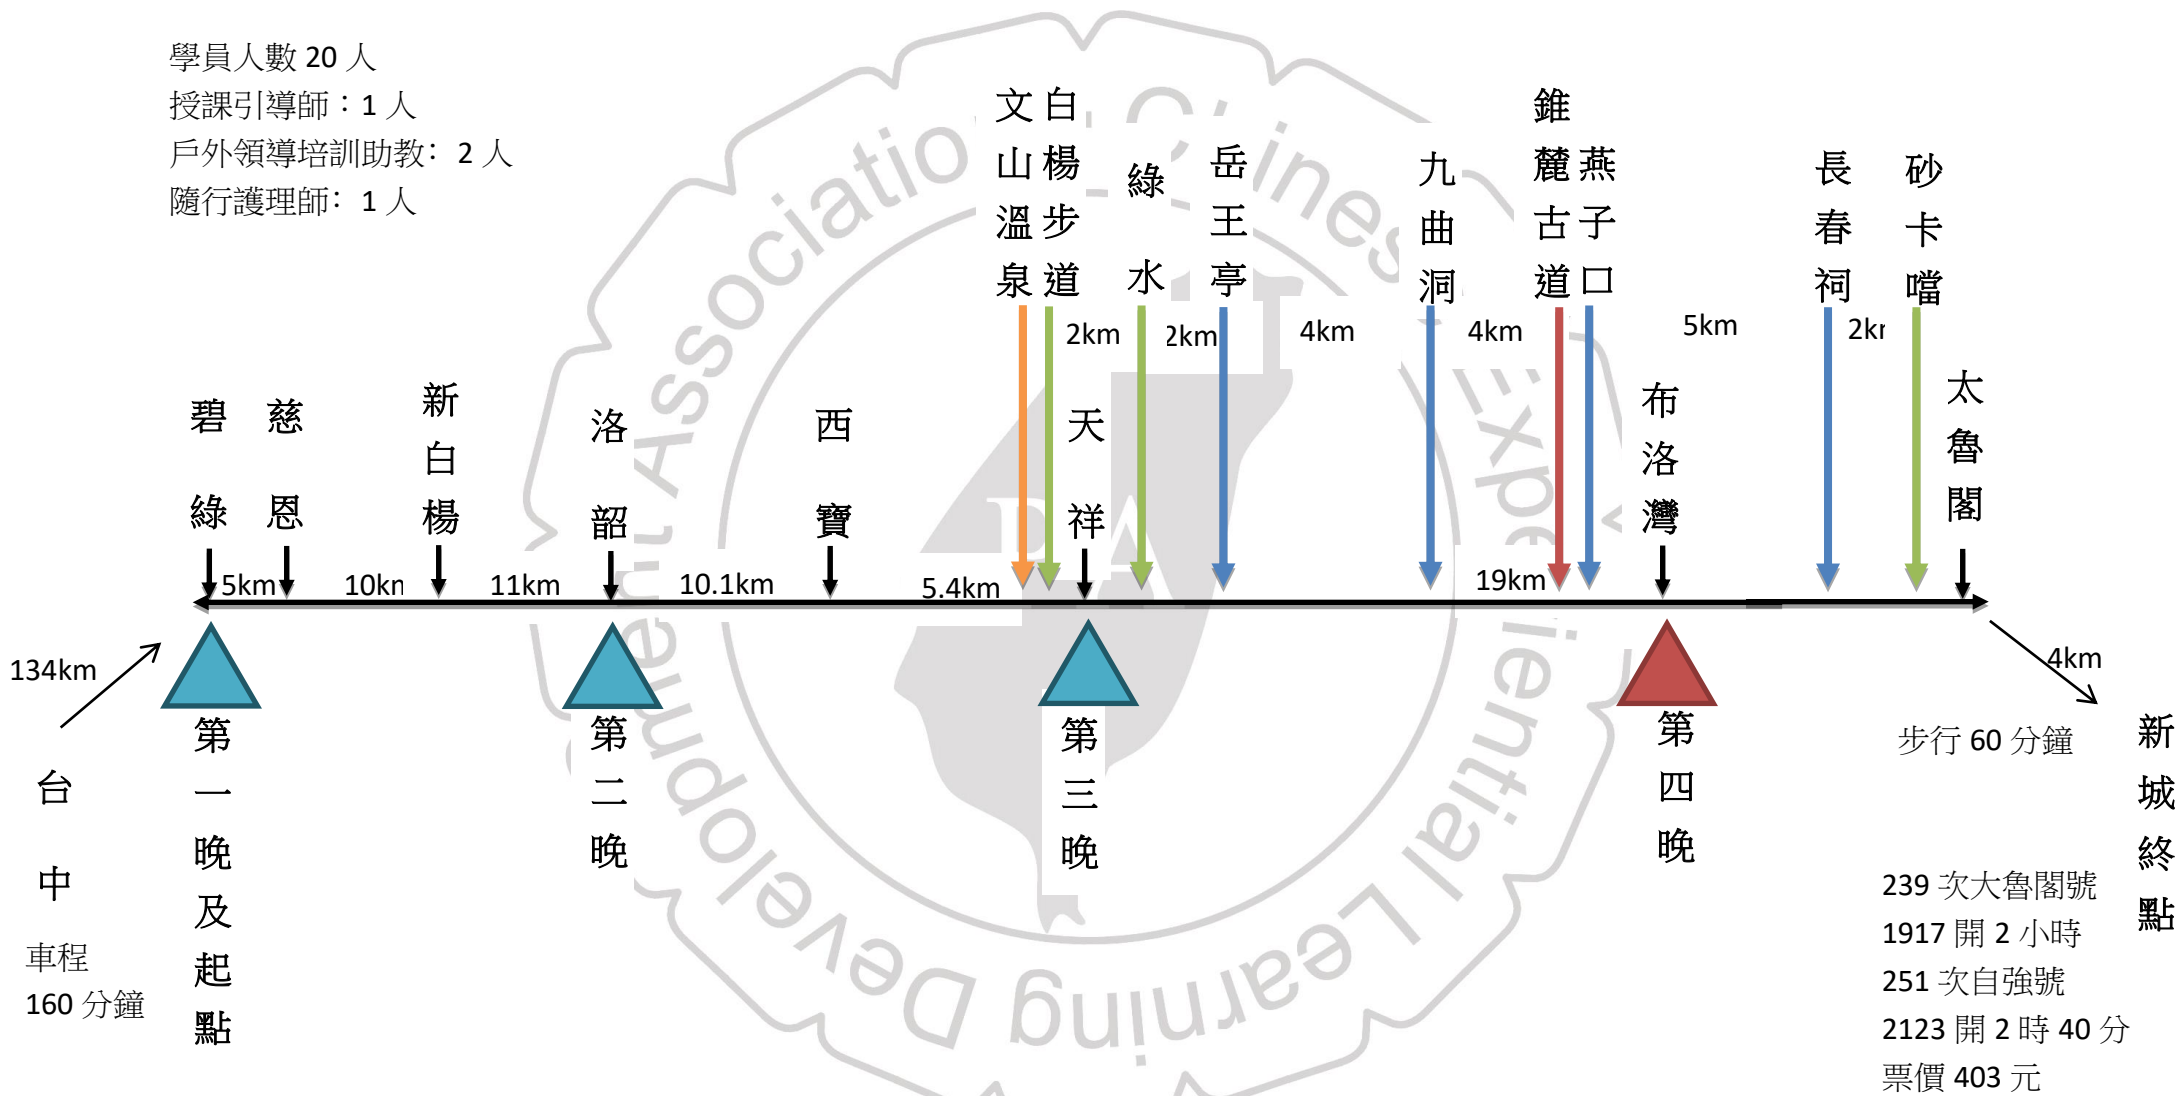 學員人數 20 人
授課引導師：1 人
戶外領導培訓助教： 2 人
隨行護理師： 1 人
文山溫泉
白楊步道
綠水
岳王亭
九曲洞
錐麓古道
燕子口
長春祠
砂卡噹
2km
2km
4km
4km
5km
2k
碧綠
慈恩
新白楊
洛韶
西寶
天祥
布洛灣
太魯閣
5km
10k
11km
10.1km
5.4km
19km
134km
4km
台中
車程
160 分鐘
第一晚及起點
第二晚
第三晚
第四晚
步行 60 分鐘
新城終點
239 次大魯閣號
1917 開 2 小時
251 次自強號
2123 開 2 時 40 分
票價 403 元
Association Chinese Experiential Learning Development